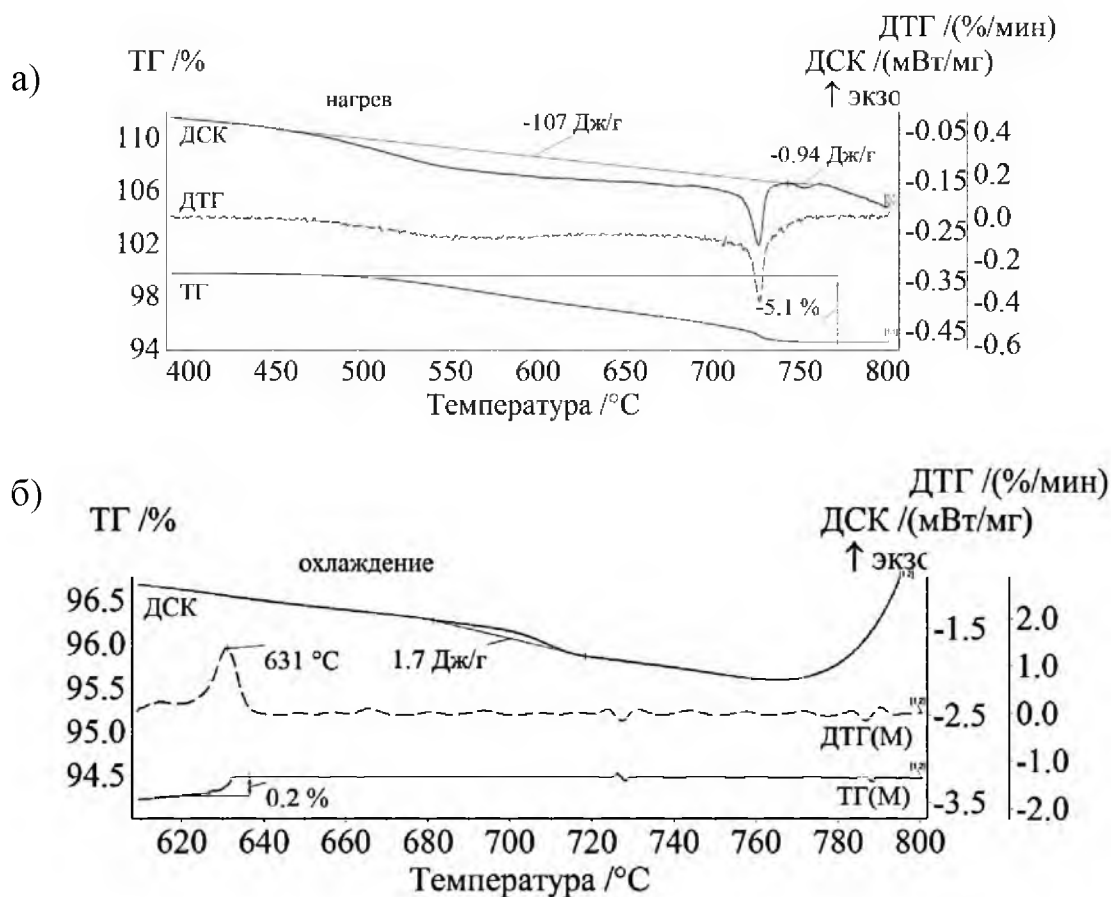 а)
ТГ /%
ДТГ /(%/мин)
ДСК /(мВт/мг)
↑ экзо
нагрев
ДСК
-107 Дж/г
-0.94 Дж/г
ДТГ
ТГ
-5.1 %
110
106
102
98
94
-0.05
-0.15
-0.25
-0.35
-0.45
0.4
0.2
0.0
-0.2
-0.4
-0.6
400 450 500 550 600 650 700 750 800
Температура /°C
б)
ТГ /%
ДТГ /(%/мин)
ДСК /(мВт/мг)
↑ экзо
охлаждение
ДСК
631 °C
1.7 Дж/г
ДТГ(М)
ТГ(М)
0.2 %
96.5
96.0
95.5
95.0
94.5
-1.5
-2.5
-3.5
2.0
1.0
0.0
-1.0
-2.0
620 640 660 680 700 720 740 760 780 800
Температура /°C